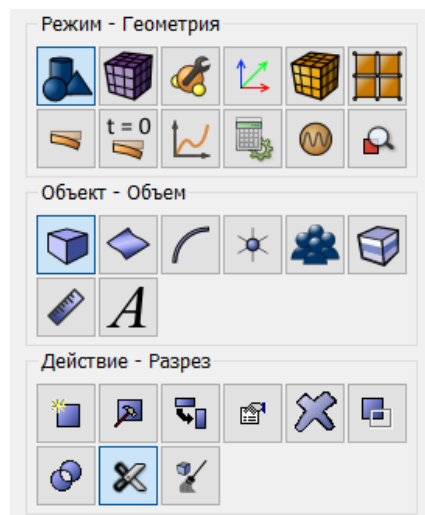 Режим - Геометрия
t = 0
Объект - Объем
A
Действие - Разрез